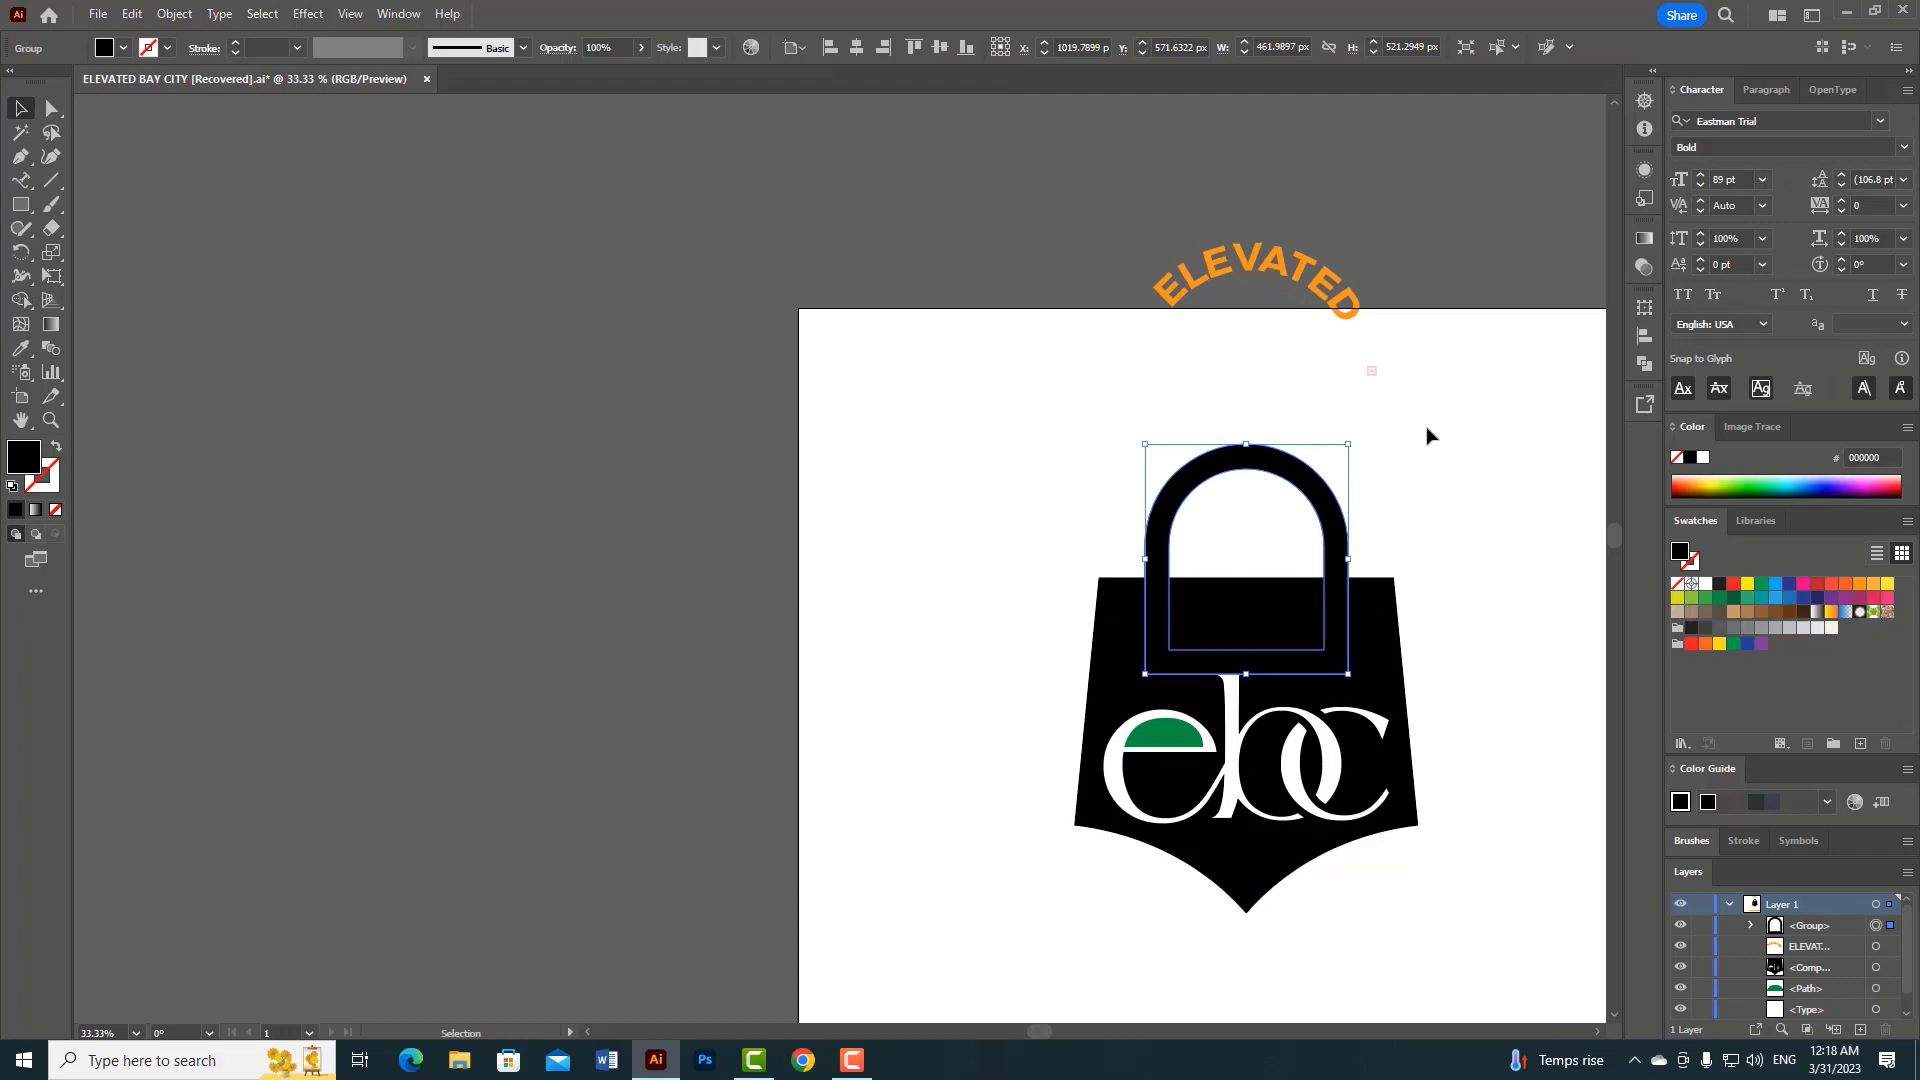 File Edit Object Type Select Effect View Window Help
Share
Group
Stroke:
Basic
Opacity: 100%
Style:
X: 1019.7899 p
Y: 571.6322 px
W: 461.9897 px
H: 521.2949 px
ELEVATED BAY CITY [Recovered].ai* @ 33.33 % (RGB/Preview)
Character Paragraph OpenType
Eastman Trial
Bold
89 pt (106.8 pt
Auto 0
100% 100%
0 pt 0°
English: USA
Snap to Glyph
Color Image Trace
# 000000
Swatches Libraries
Color Guide
Brushes Stroke Symbols
Layers
Layer 1
<Group>
ELEVAT...
<Comp...
<Path>
<Type>
1 Layer
ELEVATED
ebc
33.33% 0° 1 Selection
Type here to search
Temps rise
ENG
12:18 AM
3/31/2023